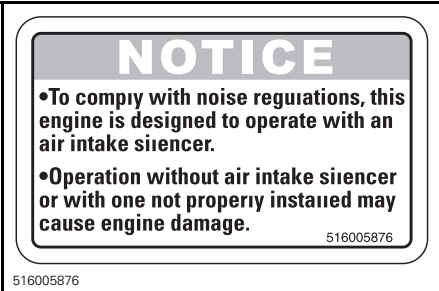 NOTICE
•To comply with noise regulations, this
engine is designed to operate with an
air intake silencer.
•Operation without air intake silencer
or with one not properly installed may
cause engine damage.
516005876
516005876